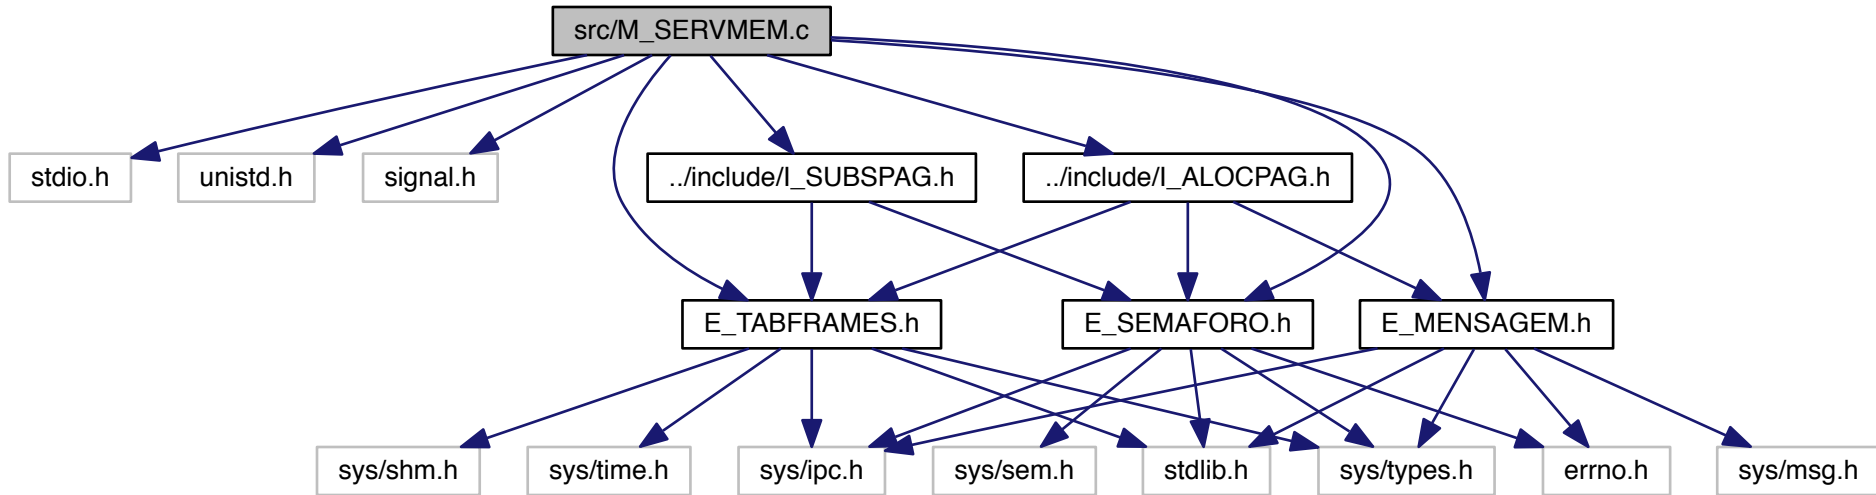 src/M_SERVMEM.c
stdio.h
unistd.h
signal.h
../include/I_SUBSPAG.h
../include/I_ALOCPAG.h
E_TABFRAMES.h
E_SEMAFORO.h
E_MENSAGEM.h
sys/shm.h
sys/time.h
sys/ipc.h
sys/sem.h
stdlib.h
sys/types.h
errno.h
sys/msg.h